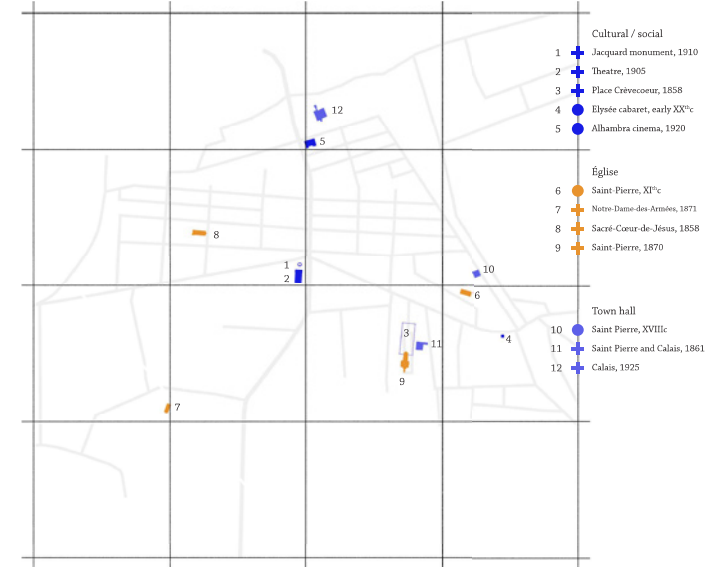 Cultural / social
1 Jacquard monument, 1910
2 Theatre, 1905
3 Place Crèvecoeur, 1858
4 Elysée cabaret, early XXᵗʰc
5 Alhambra cinema, 1920
Église
6 Saint-Pierre, XIᵗʰc
7 Notre-Dame-des-Armées, 1871
8 Sacré-Cœur-de-Jésus, 1858
9 Saint-Pierre, 1870
Town hall
10 Saint Pierre, XVIIIc
11 Saint Pierre and Calais, 1861
12 Calais, 1925
12
5
8
1
2
10
6
3
4
11
9
7